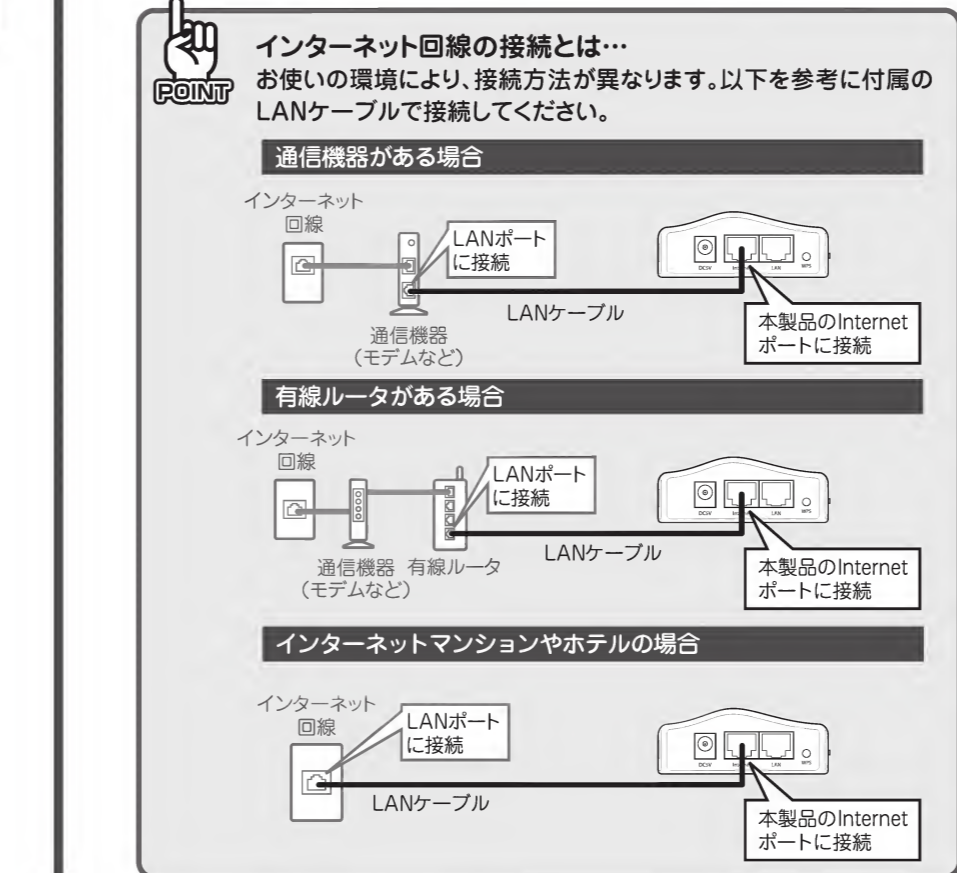 POINT
インターネット回線の接続とは…
お使いの環境により、接続方法が異なります。以下を参考に付属の
LANケーブルで接続してください。
通信機器がある場合
インターネット
回線
LANポート
に接続
DC5V Internet LAN WPS
LANケーブル
通信機器
（モデムなど）
本製品のInternet
ポートに接続
有線ルータがある場合
インターネット
回線
LANポート
に接続
DC5V LAN WPS
LANケーブル
通信機器 有線ルータ
（モデムなど）
本製品のInternet
ポートに接続
インターネットマンションやホテルの場合
インターネット
回線
LANポート
に接続
DC5V LAN WPS
LANケーブル
本製品のInternet
ポートに接続